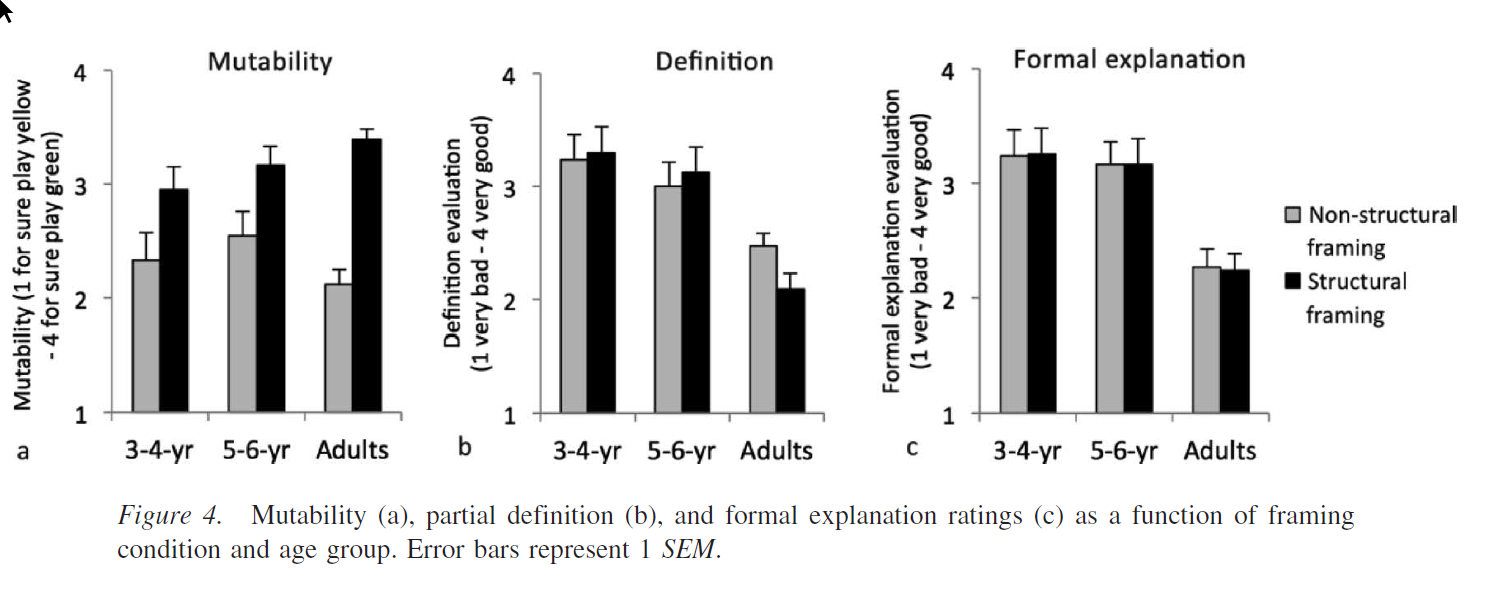 Mutability
Mutability (1 for sure play yellow
- 4 for sure play green)
4
3
2
1
3-4-yr 5-6-yr Adults
a
Definition
Definition evaluation
(1 very bad - 4 very good)
4
3
2
1
3-4-yr 5-6-yr Adults
b
Formal explanation
Formal explanation evaluation
(1 very bad - 4 very good)
4
3
2
1
3-4-yr 5-6-yr Adults
c
Non-structural
framing
Structural
framing
Figure 4. Mutability (a), partial definition (b), and formal explanation ratings (c) as a function of framing
condition and age group. Error bars represent 1 SEM.